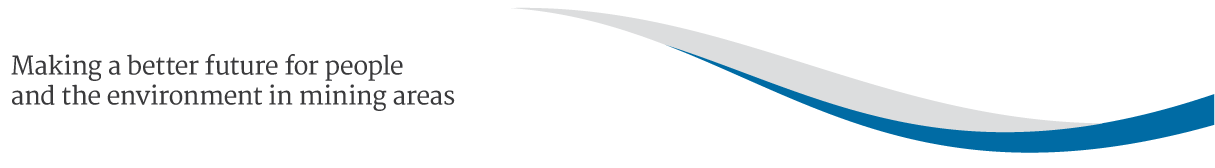 Making a better future for people
and the environment in mining areas